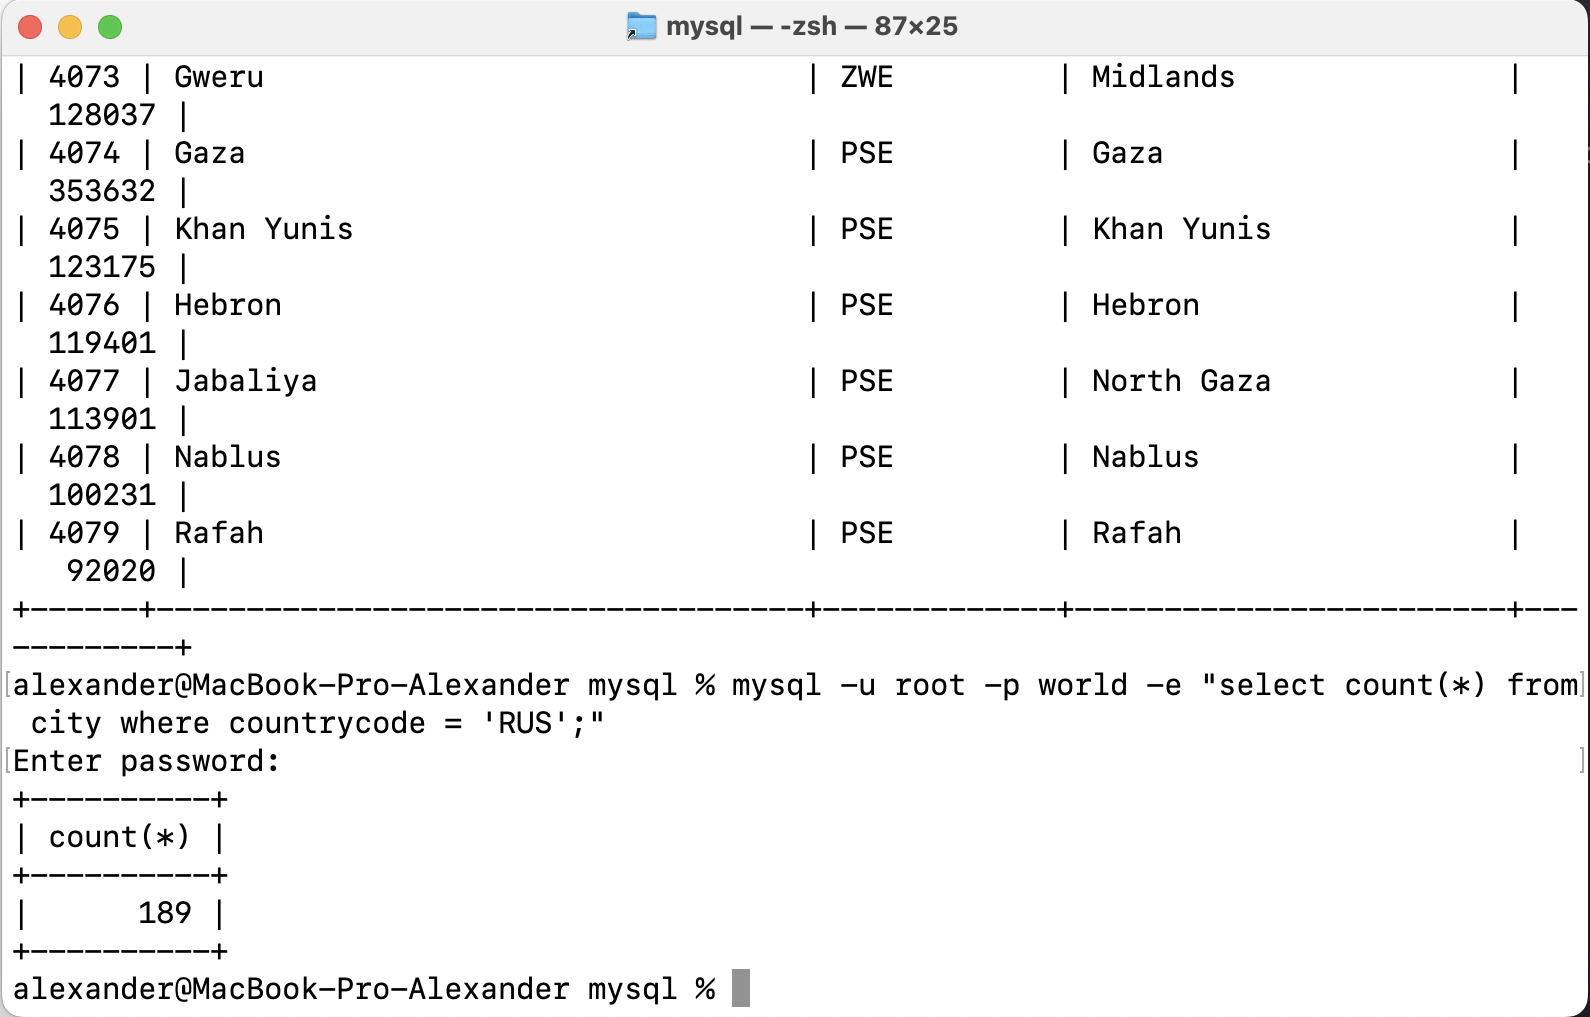 mysql — -zsh — 87×25
| 4073 | Gweru                              | ZWE         | Midlands               |
  128037 |
| 4074 | Gaza                               | PSE         | Gaza                   |
  353632 |
| 4075 | Khan Yunis                         | PSE         | Khan Yunis             |
  123175 |
| 4076 | Hebron                             | PSE         | Hebron                 |
  119401 |
| 4077 | Jabaliya                           | PSE         | North Gaza             |
  113901 |
| 4078 | Nablus                             | PSE         | Nablus                 |
  100231 |
| 4079 | Rafah                              | PSE         | Rafah                  |
   92020 |
+------+------------------------------------+-------------+------------------------+---
---------+
alexander@MacBook-Pro-Alexander mysql % mysql -u root -p world -e "select count(*) from
 city where countrycode = 'RUS';"
Enter password:
+----------+
| count(*) |
+----------+
|      189 |
+----------+
alexander@MacBook-Pro-Alexander mysql %